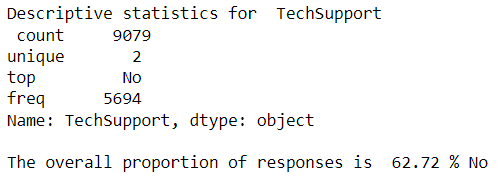 Descriptive statistics for  TechSupport
 count     9079
unique       2
top         No
freq      5694
Name: TechSupport, dtype: object

The overall proportion of responses is  62.72 % No